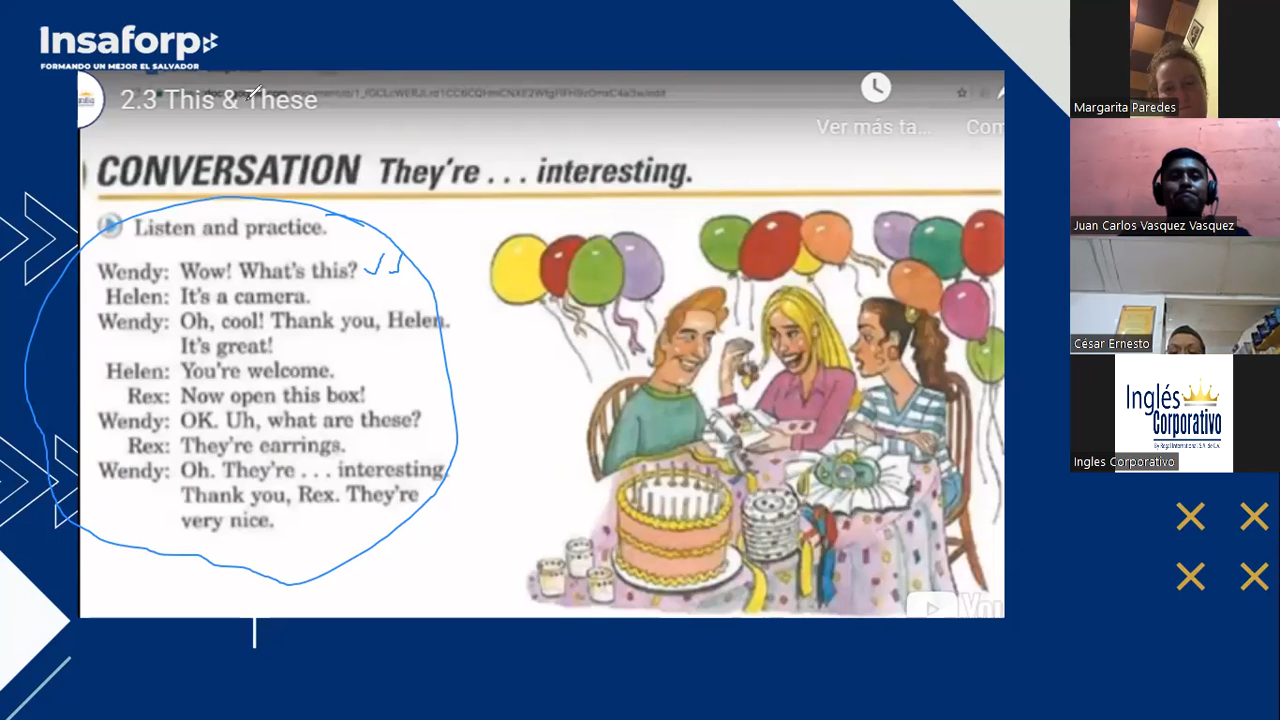 Insaforp
FORMANDO UN MEJOR EL SALVADOR
2.3 This & These
Ver más ta...
CONVERSATION They're . . . interesting.
Listen and practice.
Wendy: Wow! What's this?
Helen: It's a camera.
Wendy: Oh, cool! Thank you, Helen.
It's great!
Helen: You're welcome.
Rex: Now open this box!
Wendy: OK. Uh, what are these?
Rex: They're earrings.
Wendy: Oh. They're . . . interesting
Thank you, Rex. They're
very nice.
Margarita Paredes
Juan Carlos Vasquez Vasquez
César Ernesto
Inglés
Corporativo
By Regal International, S.A. de C.V.
Ingles Corporativo